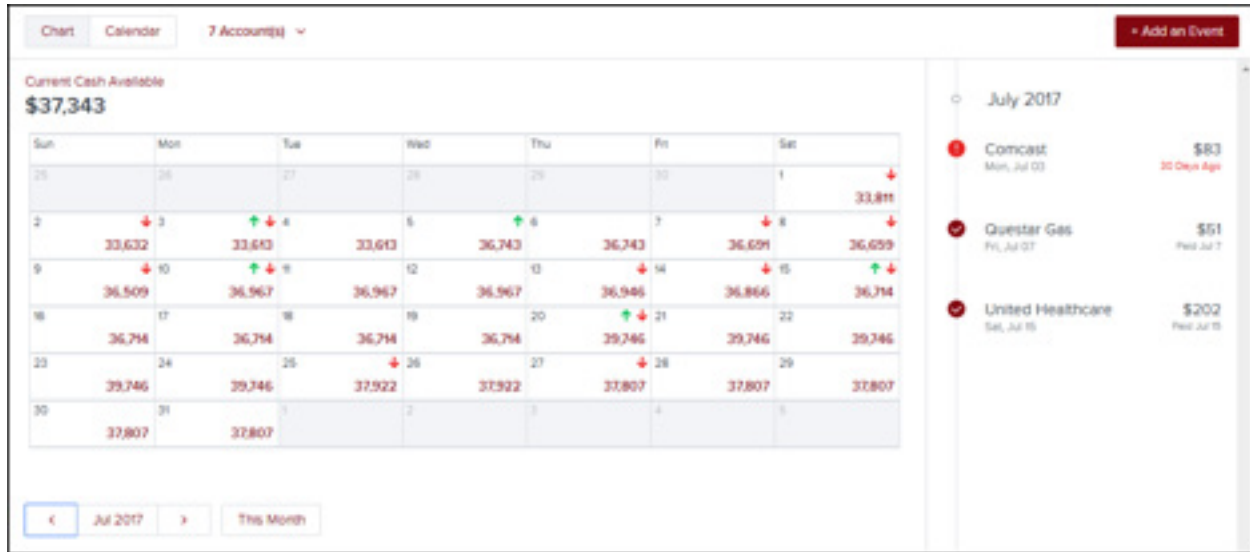 Chart Calendar 7 Account(s)
+ Add an Event
Current Cash Available
$37,343
Sun Mon Tue Wed Thu Fri Sat
25 26 27 28 29 30 1
33,811
2 3 4 5 6 7 8
33,632 33,613 33,613 36,743 36,743 36,691 36,659
9 10 11 12 13 14 15
36,509 36,967 36,967 36,967 36,946 36,866 36,714
16 17 18 19 20 21 22
36,714 36,714 36,714 36,714 39,746 39,746 39,746
23 24 25 26 27 28 29
39,746 39,746 37,922 37,922 37,807 37,807 37,807
30 31 1 2 3 4 5
37,807 37,807
< Jul 2017 > This Month
July 2017
Comcast $83
Mon, Jul 03 20 Days Ago
Questar Gas $51
Fri, Jul 07 Paid Jul 7
United Healthcare $202
Sat, Jul 15 Paid Jul 15